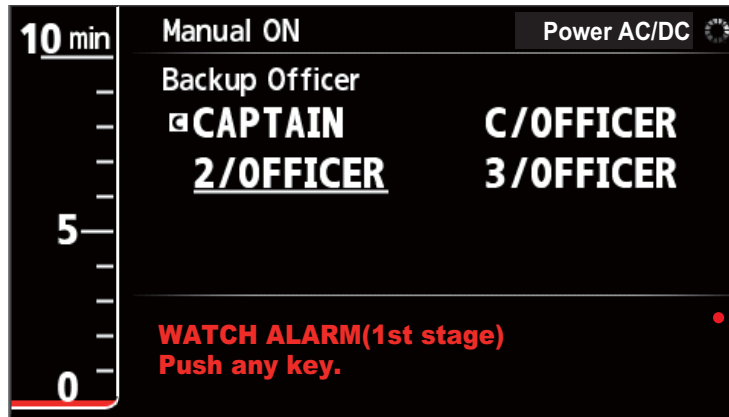 10 min
5
0
Manual ON Power AC/DC
Backup Officer
C CAPTAIN C/OFFICER
2/OFFICER 3/OFFICER
WATCH ALARM(1st stage)
Push any key.